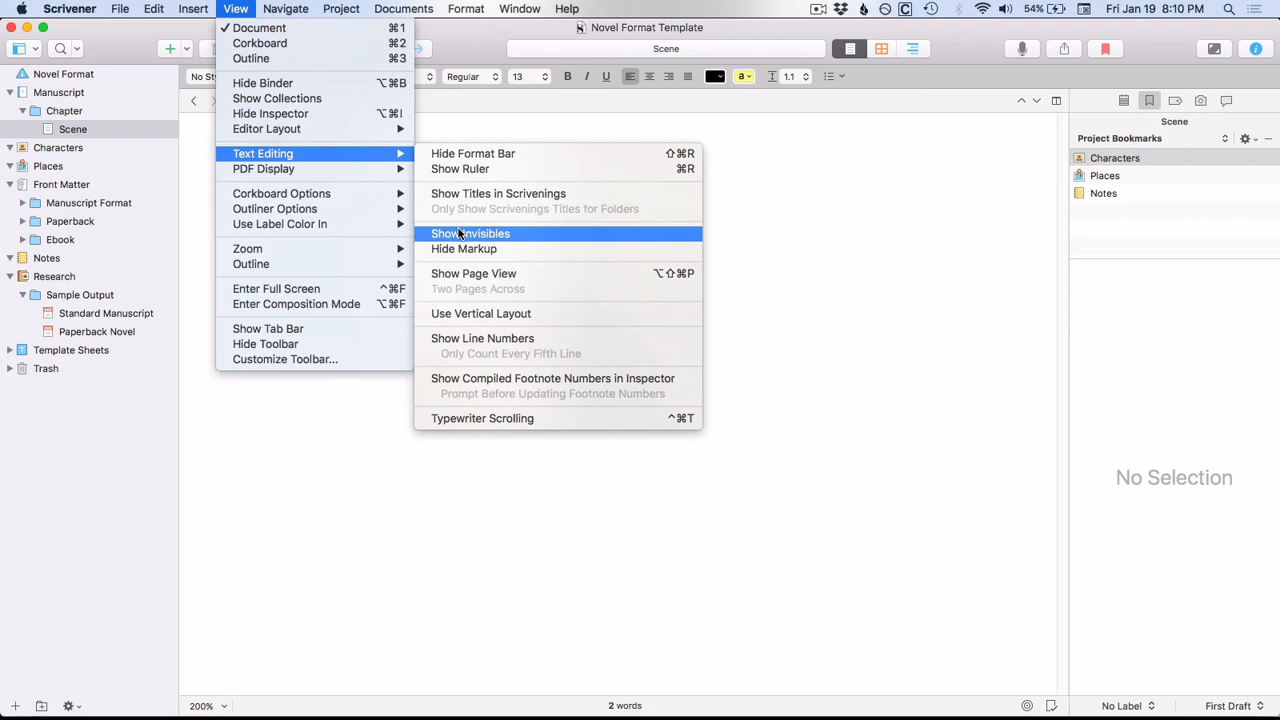 Scrivener File Edit Insert View Navigate Project Documents Format Window Help 54% Fri Jan 19 8:10 PM
Novel Format Template
Scene
No St
Regular 13 B I U a 1.1
Novel Format
Manuscript
Chapter
Scene
Characters
Places
Front Matter
Manuscript Format
Paperback
Ebook
Notes
Research
Sample Output
Standard Manuscript
Paperback Novel
Template Sheets
Trash
✓ Document ⌘1
Corkboard ⌘2
Outline ⌘3
Hide Binder ⌥⌘B
Show Collections
Hide Inspector ⌥⌘I
Editor Layout
Text Editing
PDF Display
Corkboard Options
Outliner Options
Use Label Color In
Zoom
Outline
Enter Full Screen ^⌘F
Enter Composition Mode ⌥⌘F
Show Tab Bar
Hide Toolbar
Customize Toolbar...
Hide Format Bar ⇧⌘R
Show Ruler ⌘R
Show Titles in Scrivenings
Only Show Scrivenings Titles for Folders
Show Invisibles
Hide Markup
Show Page View ⌥⇧⌘P
Two Pages Across
Use Vertical Layout
Show Line Numbers
Only Count Every Fifth Line
Show Compiled Footnote Numbers in Inspector
Prompt Before Updating Footnote Numbers
Typewriter Scrolling ^⌘T
Scene
Project Bookmarks
Characters
Places
Notes
No Selection
200%
2 words
No Label
First Draft